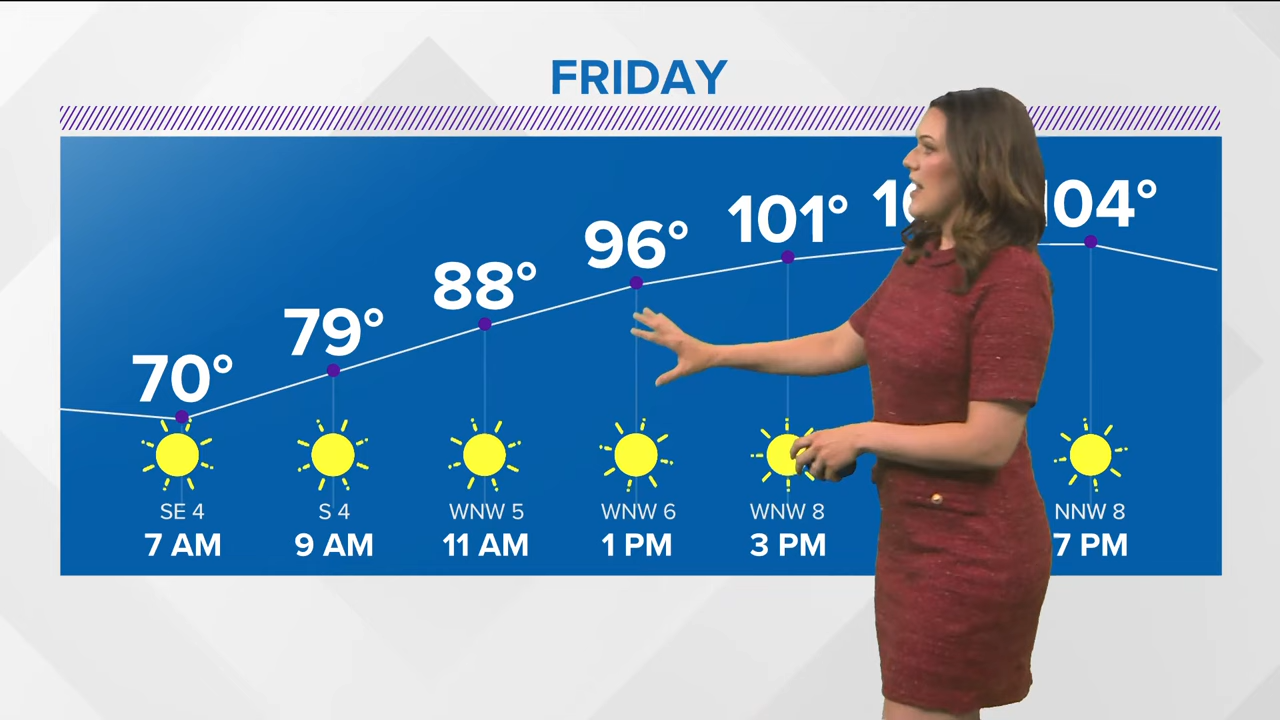 FRIDAY
70° 79° 88° 96° 101° 104°
SE 4 S 4 WNW 5 WNW 6 WNW 8 NNW 8
7 AM 9 AM 11 AM 1 PM 3 PM 7 PM